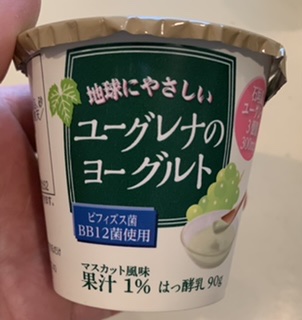 地球にやさしい
ユーグレナの
ヨーグルト
ビフィズス菌
BB12菌使用
マスカット風味
果汁1% はっ酵乳 90g